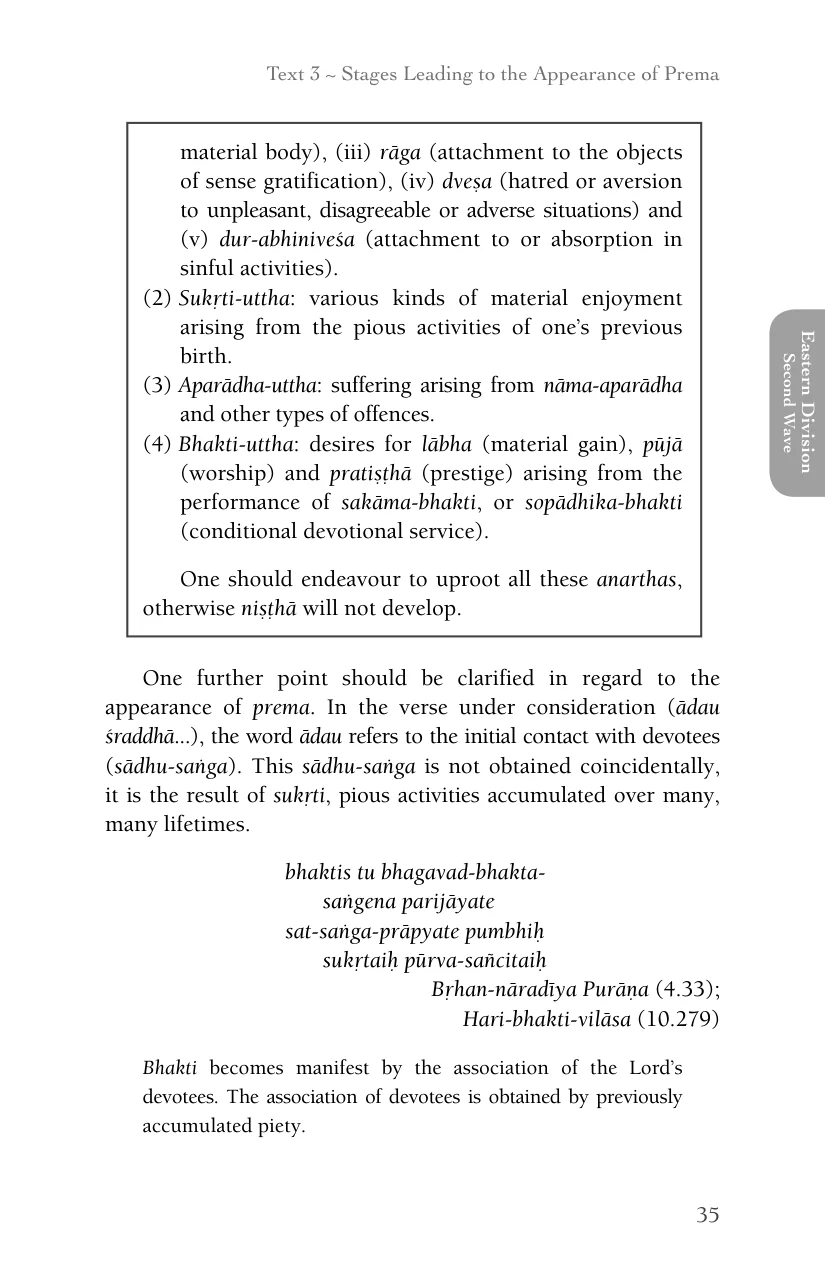 Text 3 ~ Stages Leading to the Appearance of Prema
material body), (iii) rāga (attachment to the objects
of sense gratification), (iv) dveṣa (hatred or aversion
to unpleasant, disagreeable or adverse situations) and
(v) dur-abhiniveśa (attachment to or absorption in
sinful activities).
(2) Sukṛti-uttha: various kinds of material enjoyment
arising from the pious activities of one’s previous
birth.
(3) Aparādha-uttha: suffering arising from nāma-aparādha
and other types of offences.
(4) Bhakti-uttha: desires for lābha (material gain), pūjā
(worship) and pratiṣṭhā (prestige) arising from the
performance of sakāma-bhakti, or sopādhika-bhakti
(conditional devotional service).
One should endeavour to uproot all these anarthas,
otherwise niṣṭhā will not develop.
Eastern Division
Second Wave
One further point should be clarified in regard to the
appearance of prema. In the verse under consideration (ādau
śraddhā...), the word ādau refers to the initial contact with devotees
(sādhu-saṅga). This sādhu-saṅga is not obtained coincidentally,
it is the result of sukṛti, pious activities accumulated over many,
many lifetimes.
bhaktis tu bhagavad-bhakta-
saṅgena parijāyate
sat-saṅga-prāpyate pumbhiḥ
sukṛtaiḥ pūrva-sañcitaiḥ
Bṛhan-nāradīya Purāṇa (4.33);
Hari-bhakti-vilāsa (10.279)
Bhakti becomes manifest by the association of the Lord’s
devotees. The association of devotees is obtained by previously
accumulated piety.
35